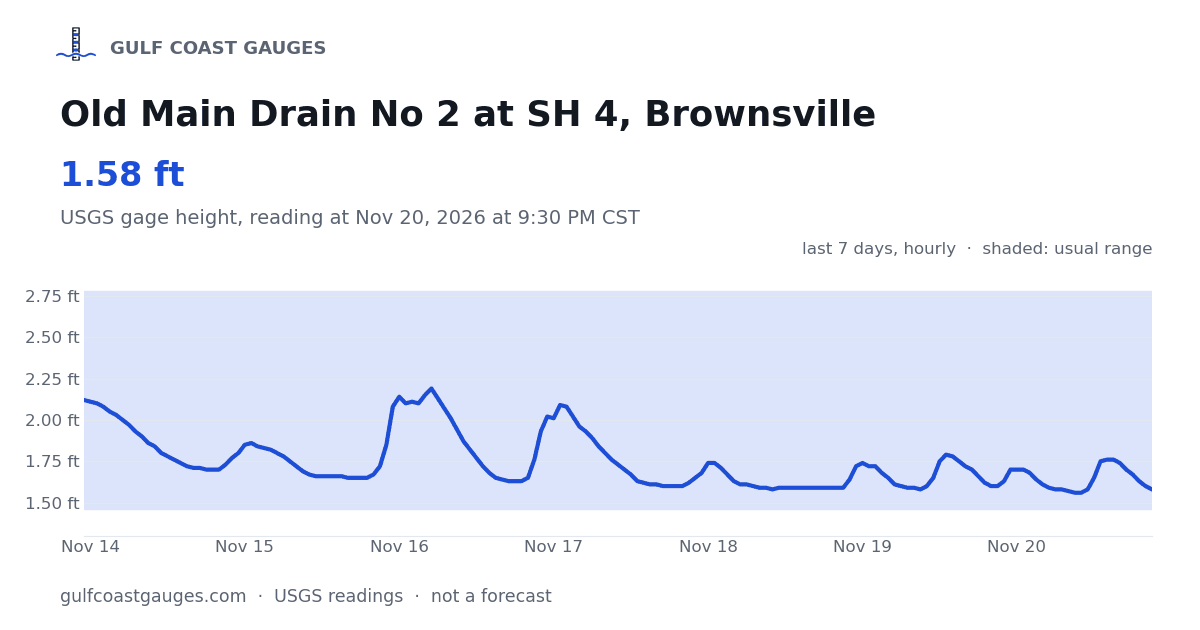 GULF COAST GAUGES
Old Main Drain No 2 at SH 4, Brownsville
1.58 ft
USGS gage height, reading at Nov 20, 2026 at 9:30 PM CST
last 7 days, hourly · shaded: usual range
2.75 ft
2.50 ft
2.25 ft
2.00 ft
1.75 ft
1.50 ft
Nov 14 Nov 15 Nov 16 Nov 17 Nov 18 Nov 19 Nov 20
gulfcoastgauges.com · USGS readings · not a forecast